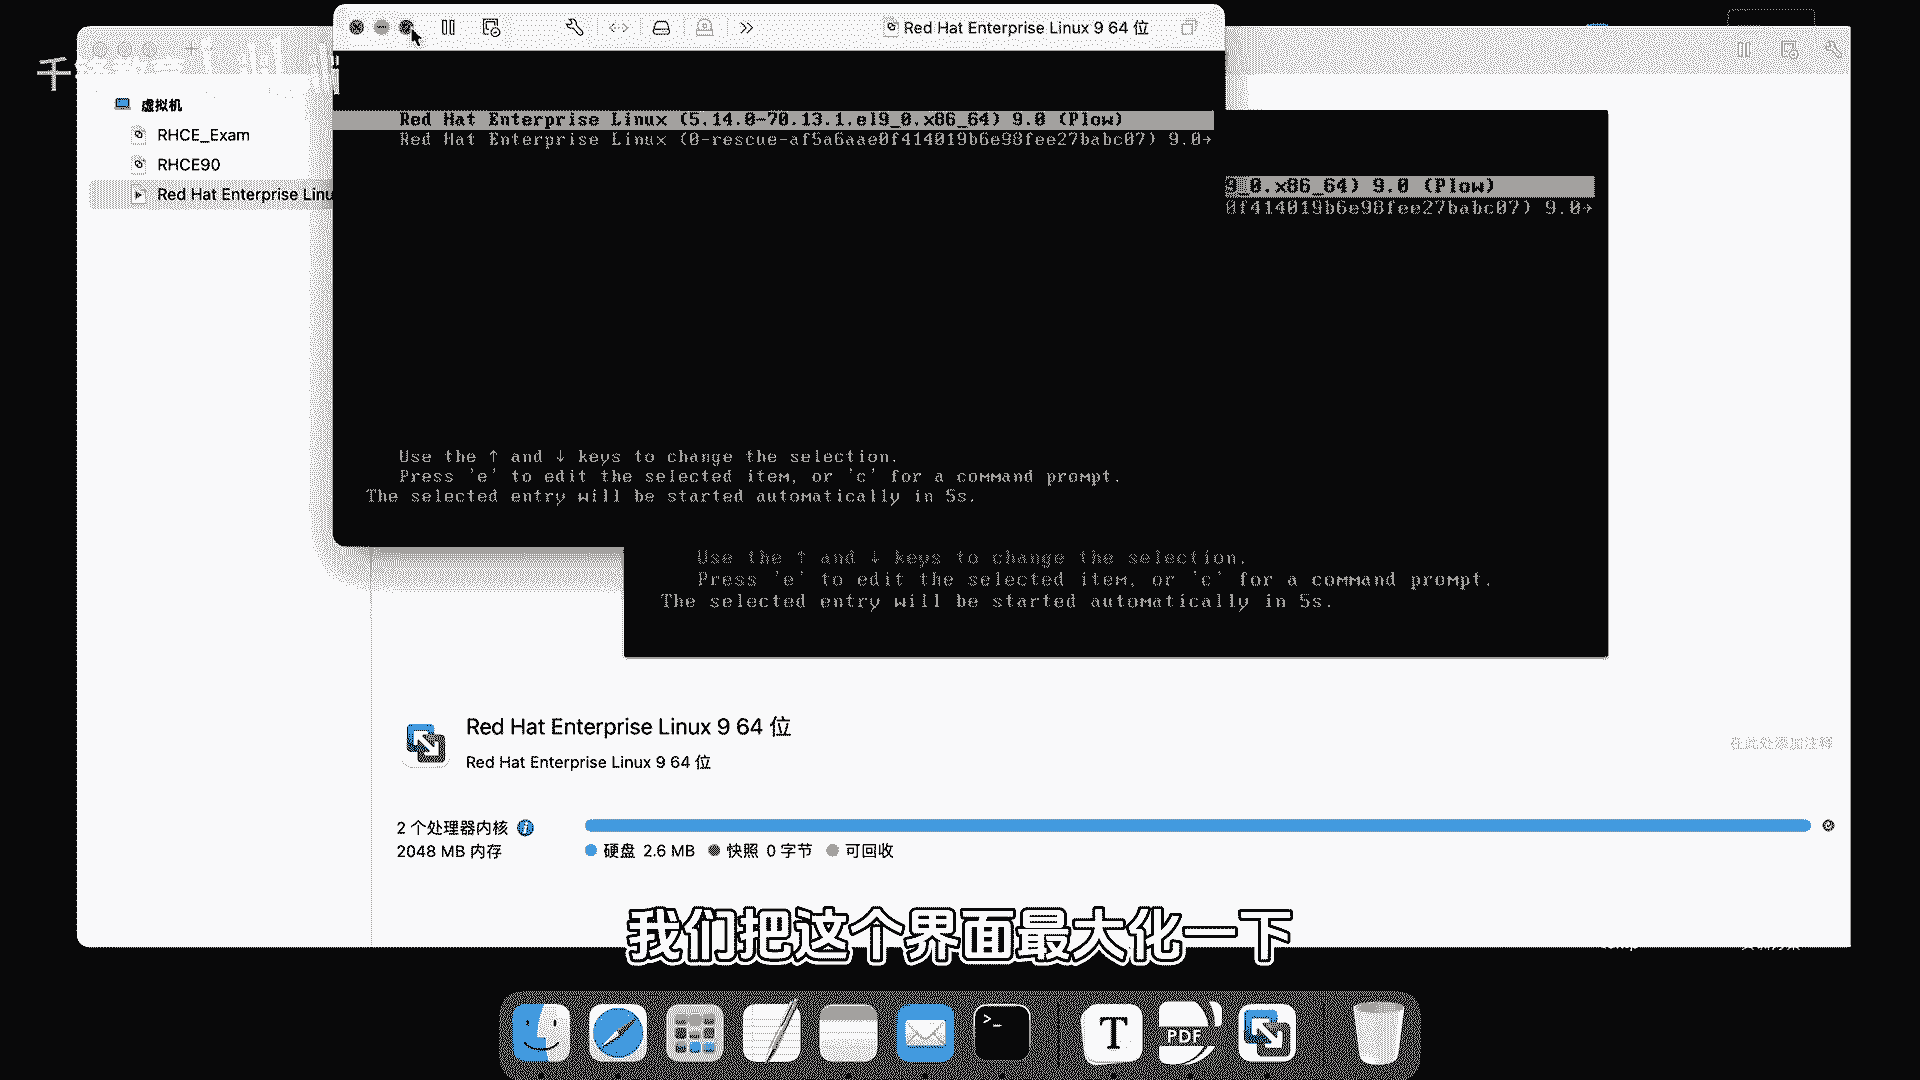 Red Hat Enterprise Linux 9 64 位
千
虚拟机
RHCE_Exam
RHCE90
Red Hat Enterprise Linu
Red Hat Enterprise Linux (5.14.0-70.13.1.el9_0.x86_64) 9.0 (Plow)
Red Hat Enterprise Linux (0-rescue-af5a6aae0f414019b6e98fee27babc07) 9.0→
9_0.x86_64) 9.0 (Plow)
0f414019b6e98fee27babc07) 9.0→
Use the ↑ and ↓ keys to change the selection.
Press 'e' to edit the selected item, or 'c' for a command prompt.
The selected entry will be started automatically in 5s.
Use the ↑ and ↓ keys to change the selection.
Press 'e' to edit the selected item, or 'c' for a command prompt.
The selected entry will be started automatically in 5s.
Red Hat Enterprise Linux 9 64 位
Red Hat Enterprise Linux 9 64 位
在此处添加注释
2 个处理器内核
2048 MB 内存
硬盘 2.6 MB 快照 0 字节 可回收
我们把这个界面最大化一下
>_
T
PDF